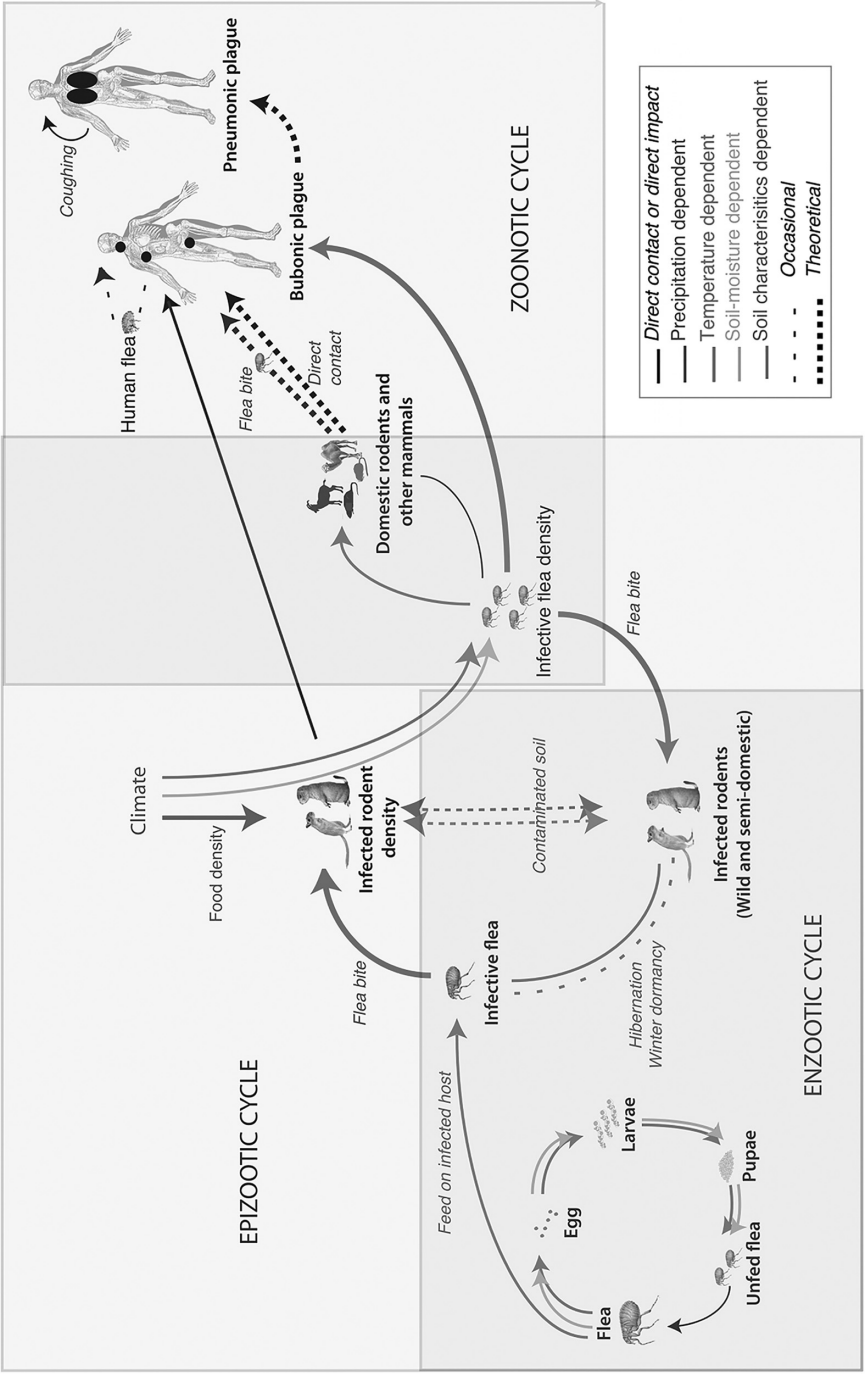 EPIZOOTIC CYCLE
Climate
Food density
Infected rodent
density
Flea bite
Feed on infected host
Infective flea
Contaminated soil
Hibernation
Winter dormancy
Infected rodents
(Wild and semi-domestic)
Flea
Egg
Larvae
Pupae
Unfed flea
ENZOOTIC CYCLE
Infective flea density
Flea bite
Domestic rodents and
other mammals
Flea bite
Direct
contact
Human flea
Bubonic plague
Coughing
Pneumonic plague
ZOONOTIC CYCLE
Direct contact or direct impact
Precipitation dependent
Temperature dependent
Soil-moisture dependent
Soil characterisitics dependent
Occasional
Theoretical